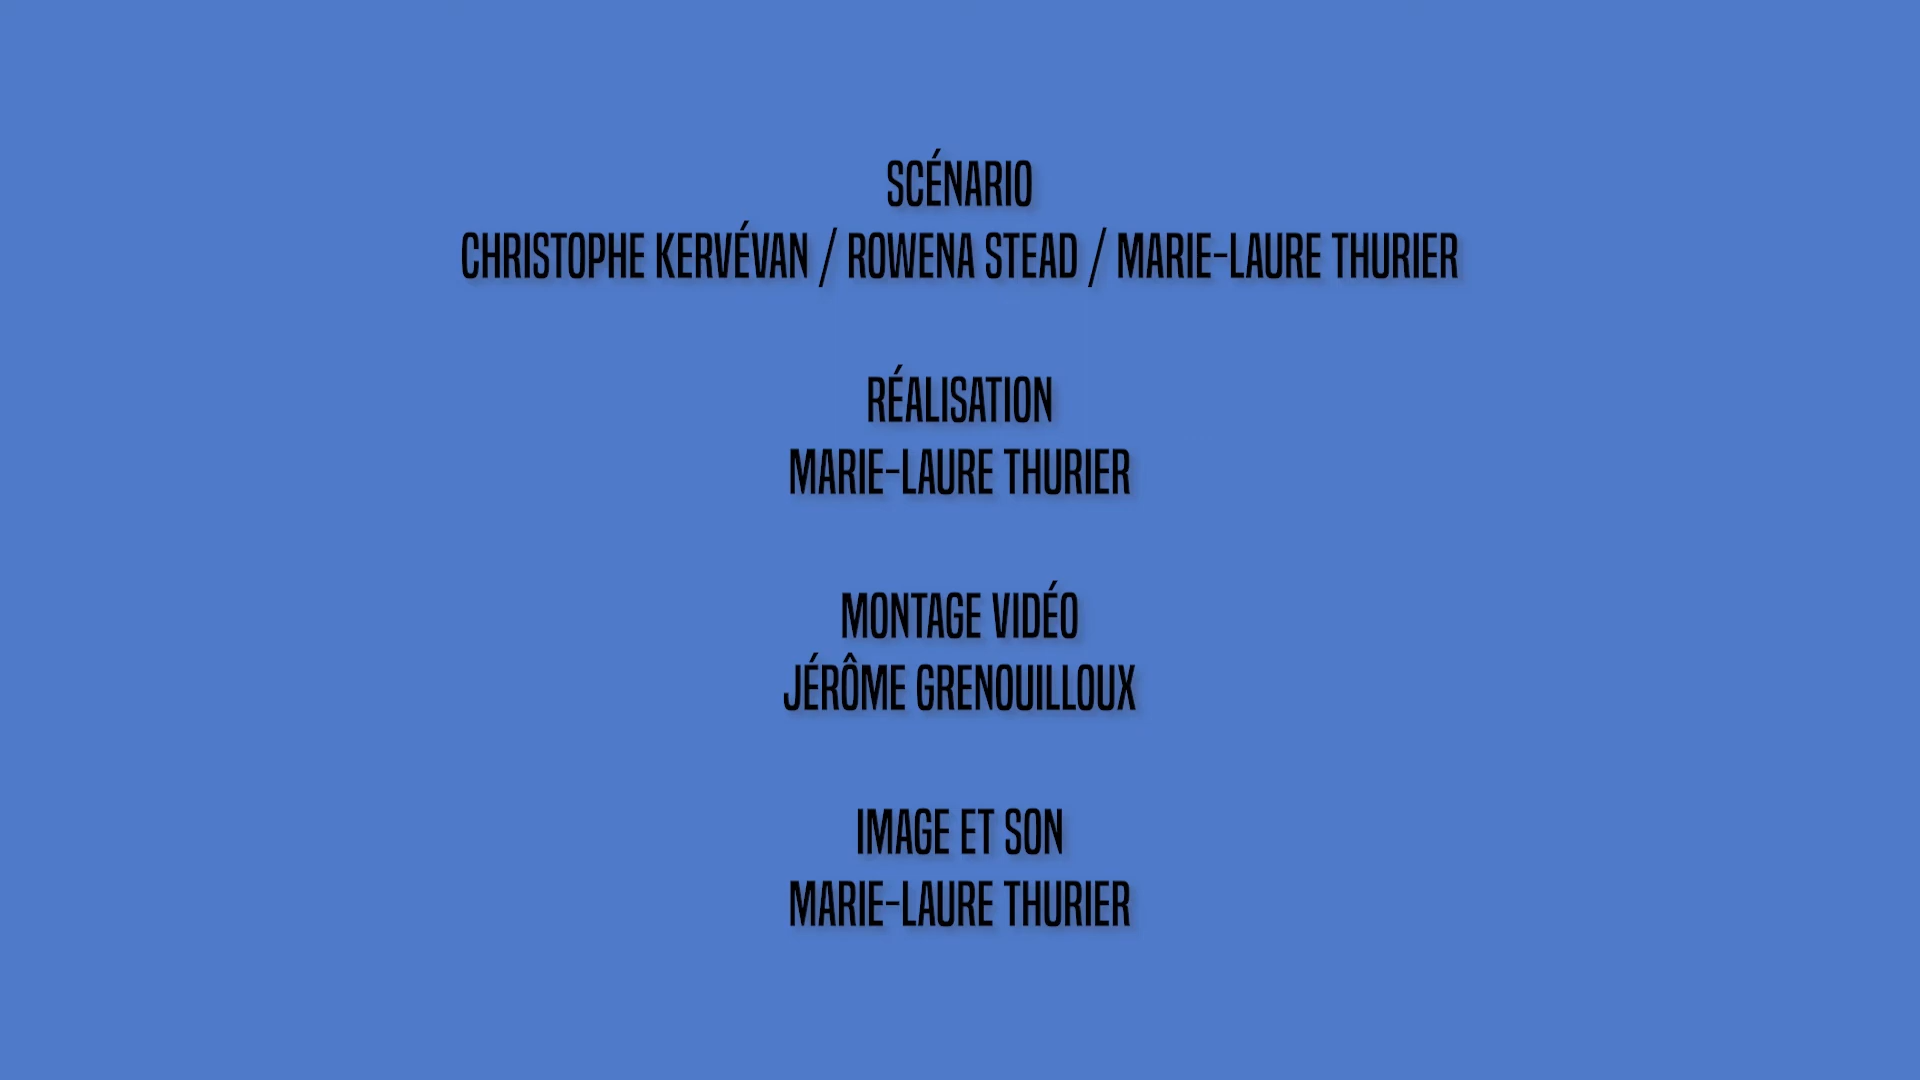 SCÉNARIO
CHRISTOPHE KERVÉVAN / ROWENA STEAD / MARIE-LAURE THURIER
RÉALISATION
MARIE-LAURE THURIER
MONTAGE VIDÉO
JÉRÔME GRENOUILLOUX
IMAGE ET SON
MARIE-LAURE THURIER